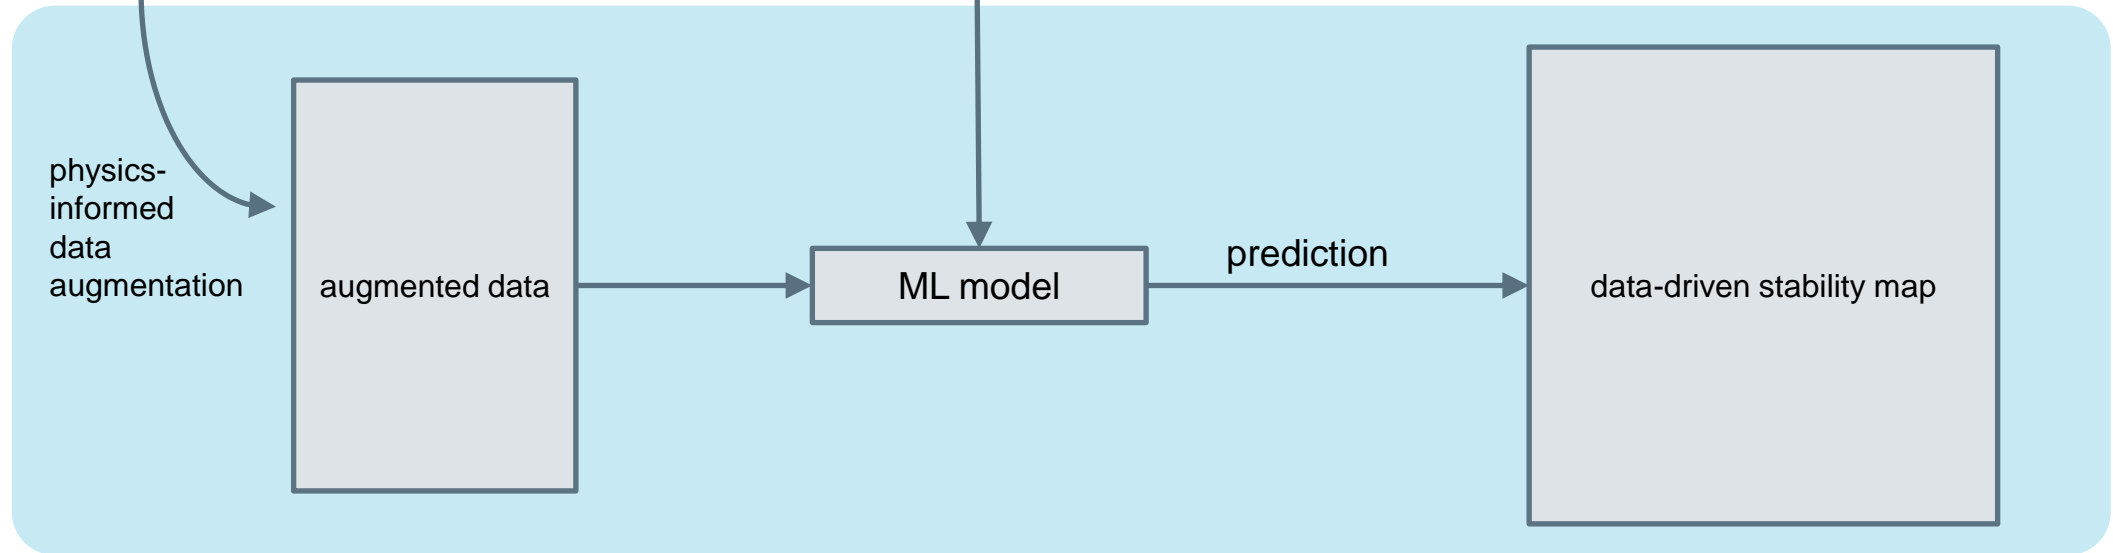 physics-
informed
data
augmentation
augmented data
ML model
prediction
data-driven stability map